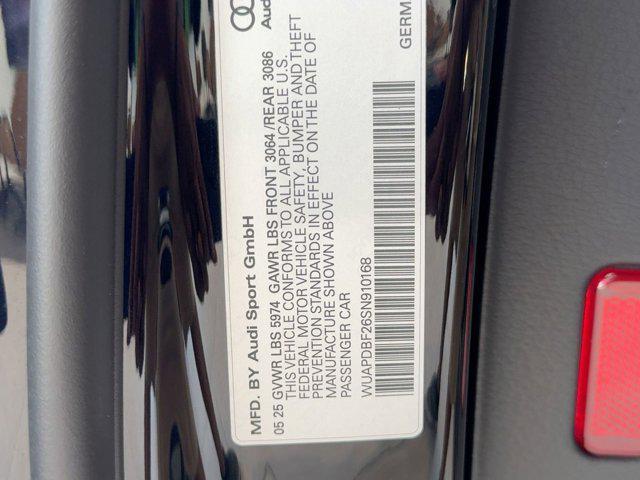 Aud
GERM
MFD. BY Audi Sport GmbH
05 25 GVWR LBS 5974 GAWR LBS FRONT 3064/REAR 3086
THIS VEHICLE CONFORMS TO ALL APPLICABLE U.S.
FEDERAL MOTOR VEHICLE SAFETY, BUMPER AND THEFT
PREVENTION STANDARDS IN EFFECT ON THE DATE OF
MANUFACTURE SHOWN ABOVE
PASSENGER CAR
WUAPDBF26SN910168